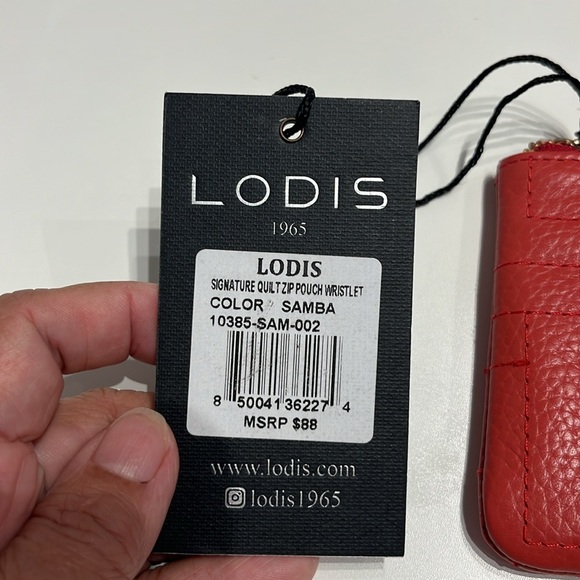 LODIS
1965
LODIS
SIGNATURE QUILT ZIP POUCH WRISTLET
COLOR SAMBA
10385-SAM-002
8 50041 36227 4
MSRP $88
www.lodis.com
lodis1965